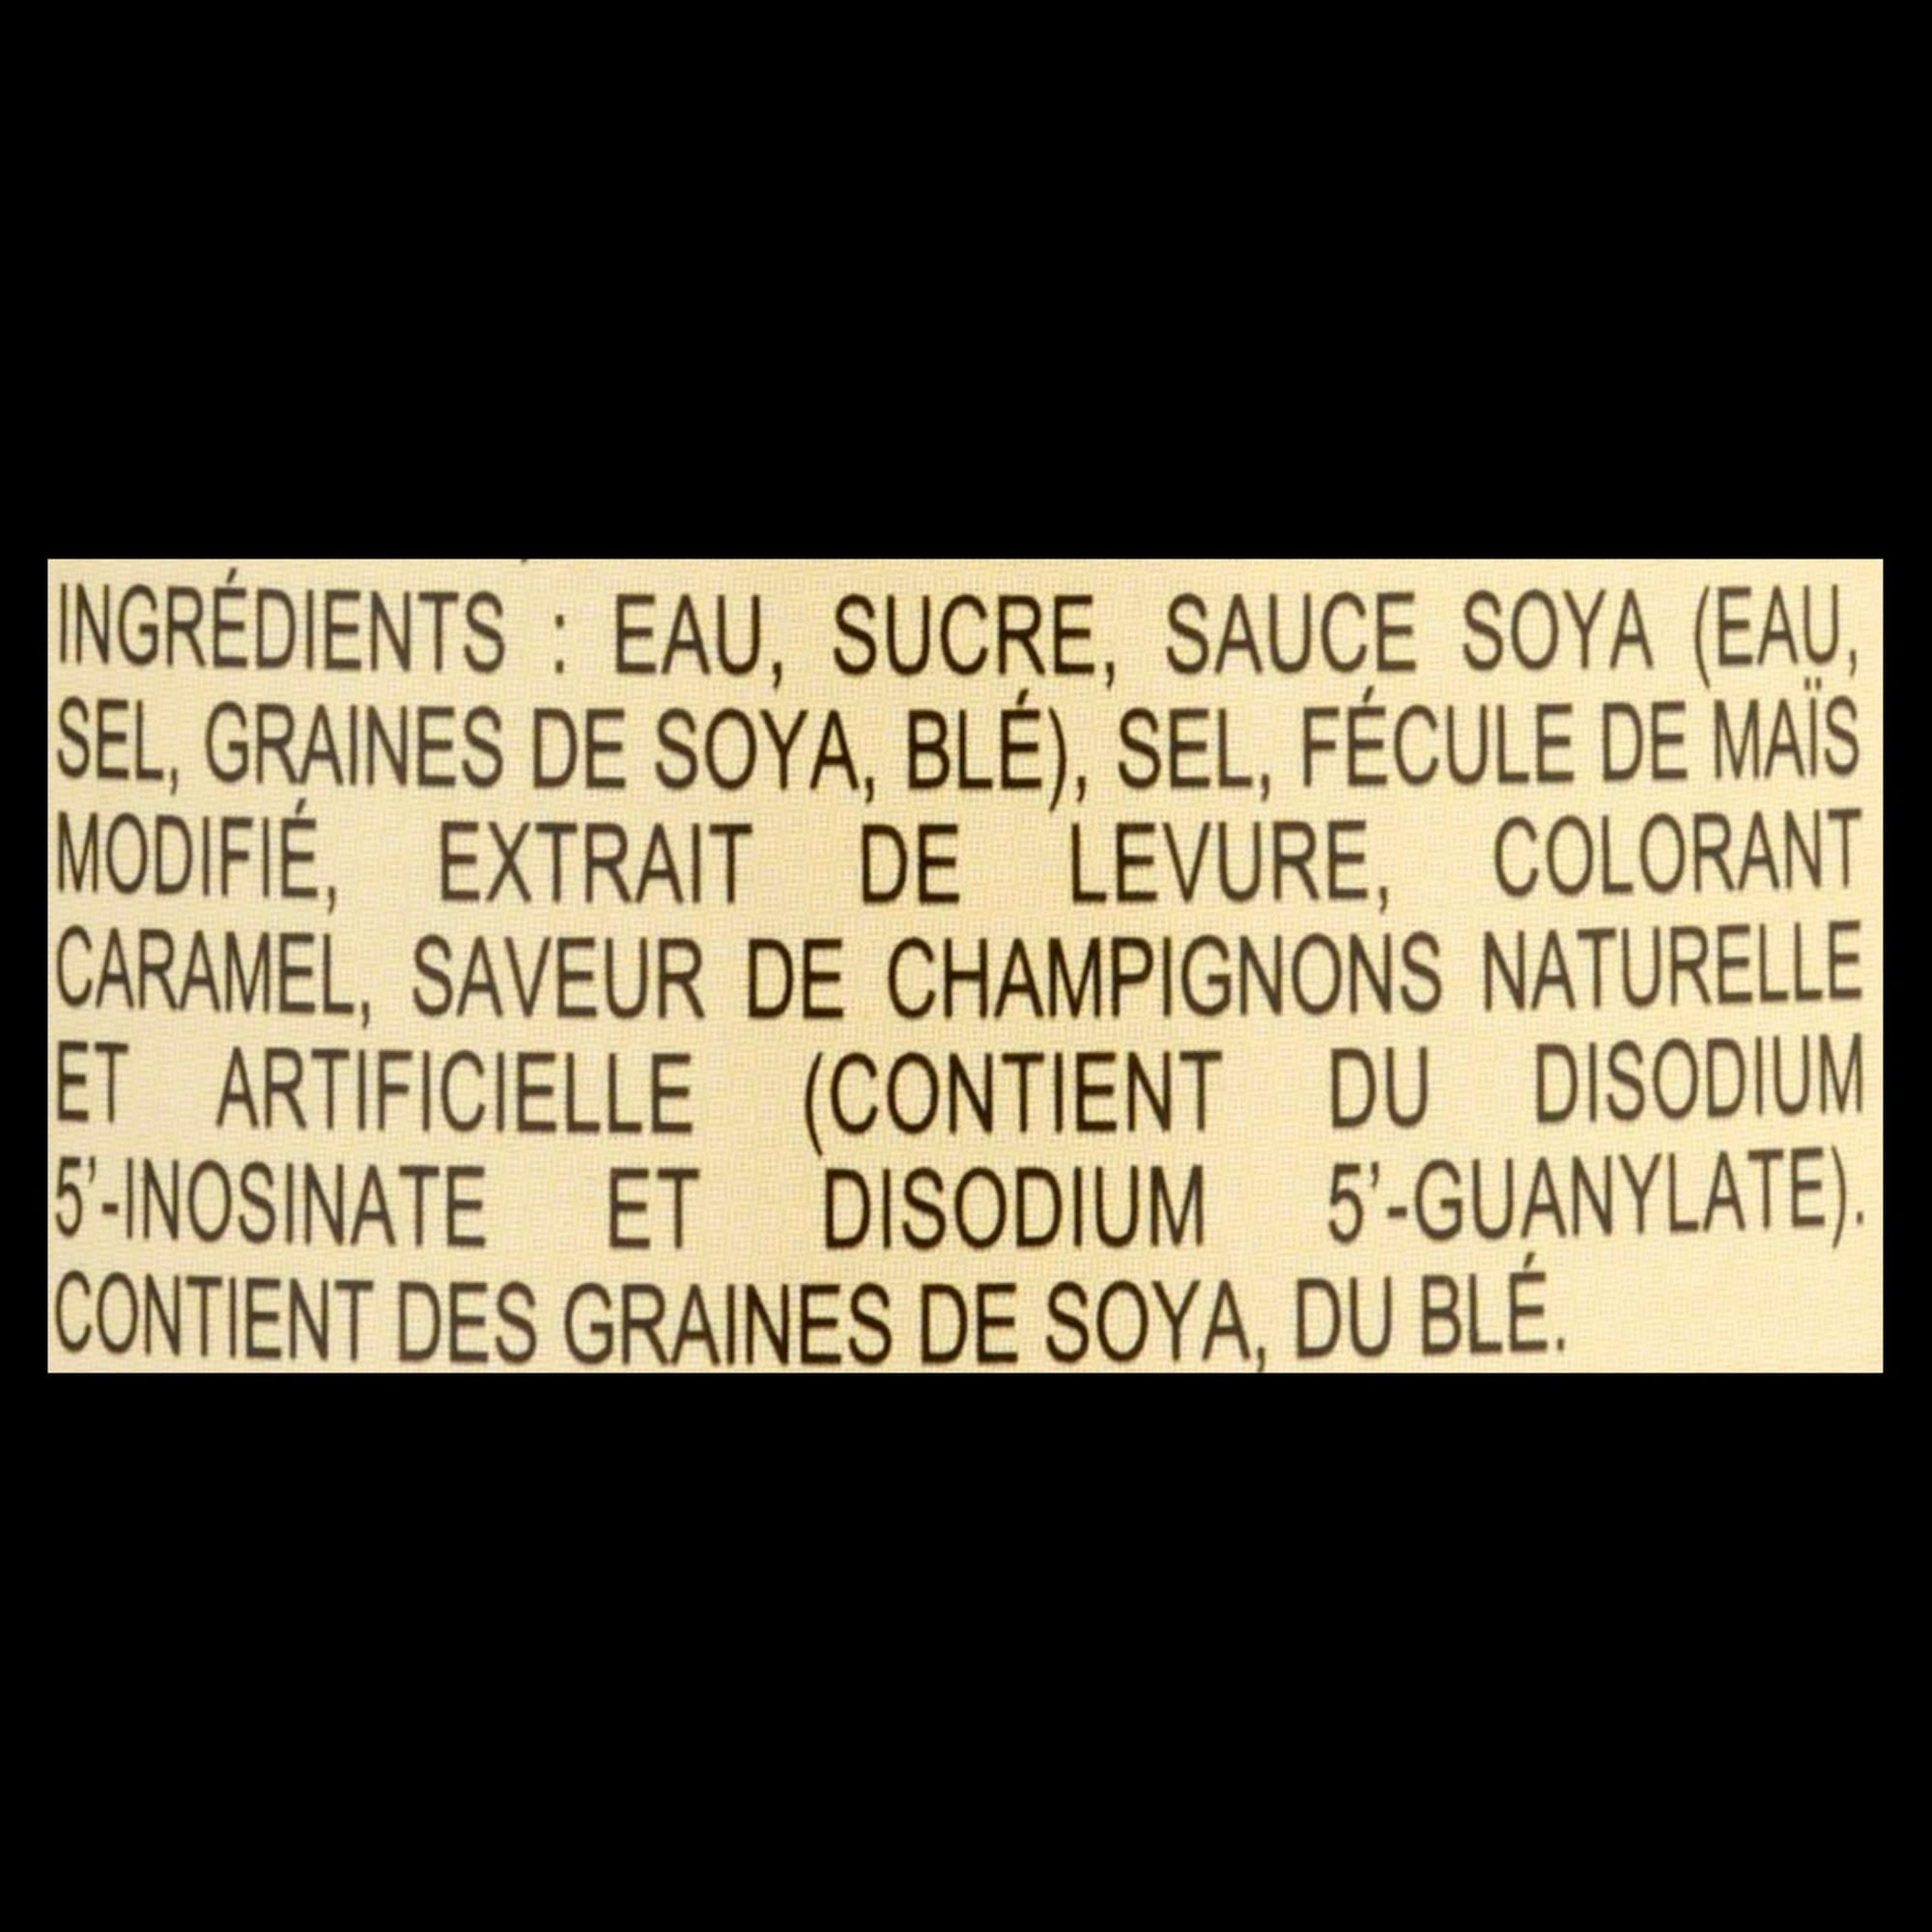 INGRÉDIENTS : EAU, SUCRE, SAUCE SOYA (EAU,
SEL, GRAINES DE SOYA, BLÉ), SEL, FÉCULE DE MAÏS
MODIFIÉ, EXTRAIT DE LEVURE, COLORANT
CARAMEL, SAVEUR DE CHAMPIGNONS NATURELLE
ET ARTIFICIELLE (CONTIENT DU DISODIUM
5'-INOSINATE ET DISODIUM 5'-GUANYLATE).
CONTIENT DES GRAINES DE SOYA, DU BLÉ.